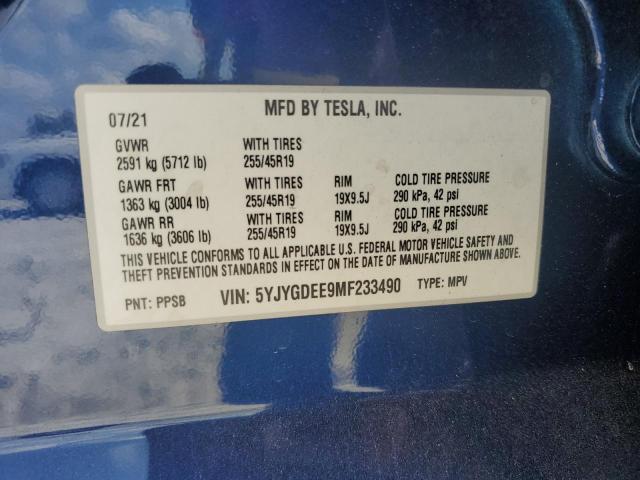 MFD BY TESLA, INC.
07/21
GVWR WITH TIRES
2591 kg (5712 lb) 255/45R19
GAWR FRT WITH TIRES RIM COLD TIRE PRESSURE
1363 kg (3004 lb) 255/45R19 19X9.5J 290 kPa, 42 psi
GAWR RR WITH TIRES RIM COLD TIRE PRESSURE
1636 kg (3606 lb) 255/45R19 19X9.5J 290 kPa, 42 psi
THIS VEHICLE CONFORMS TO ALL APPLICABLE U.S. FEDERAL MOTOR VEHICLE SAFETY AND
THEFT PREVENTION STANDARDS IN EFFECT ON THE DATE OF MANUFACTURE SHOWN ABOVE.
PNT: PPSB VIN: 5YJYGDEE9MF233490 TYPE: MPV